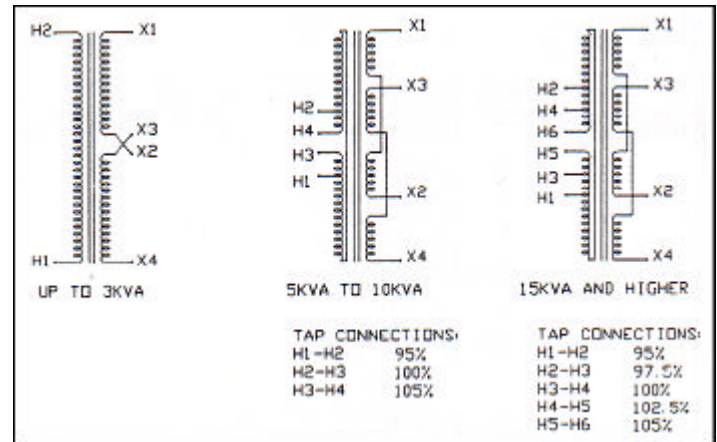 H2
X1
X3
X2
H1
X4
UP TO 3KVA
X1
X3
H2
H4
H3
H1
X2
X4
5KVA TO 10KVA
TAP CONNECTIONS:
H1-H2 95%
H2-H3 100%
H3-H4 105%
X1
X3
H2
H4
H6
H5
H3
H1
X2
X4
15KVA AND HIGHER
TAP CONNECTIONS:
H1-H2 95%
H2-H3 97.5%
H3-H4 100%
H4-H5 102.5%
H5-H6 105%